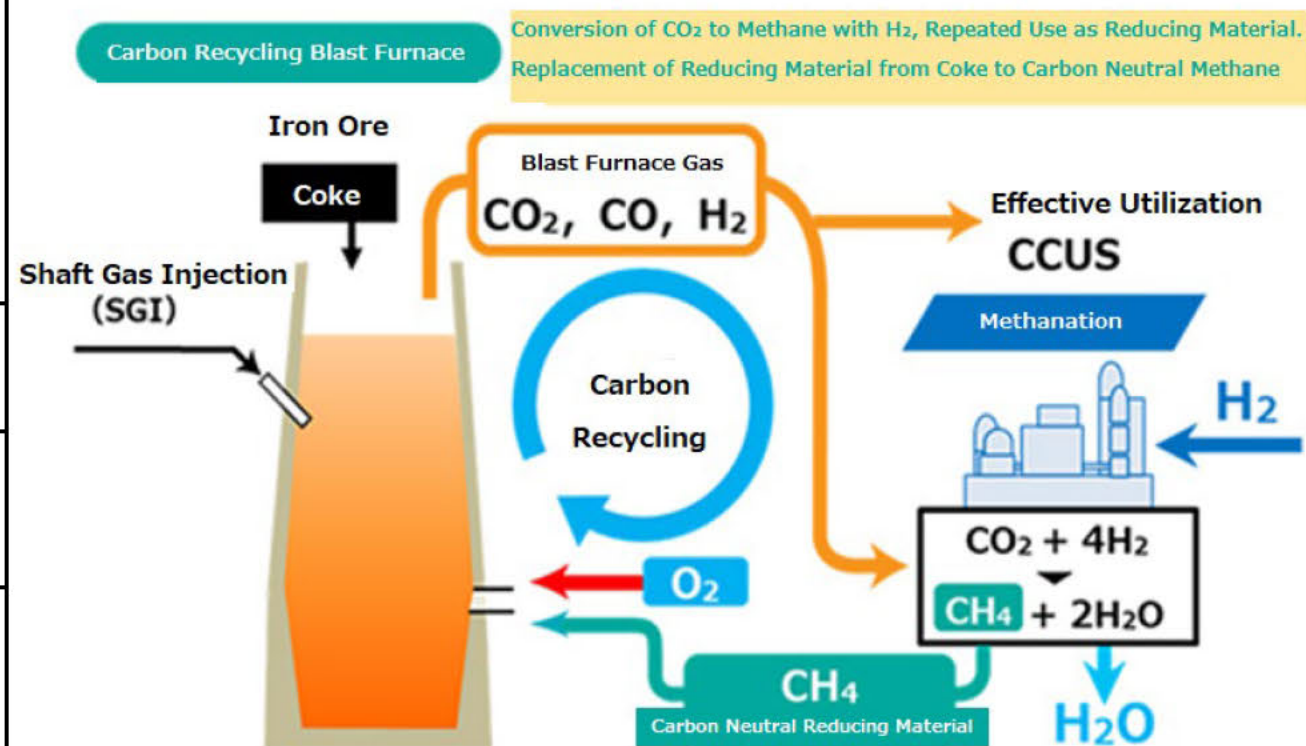 Carbon Recycling Blast Furnace
Conversion of CO₂ to Methane with H₂, Repeated Use as Reducing Material.
Replacement of Reducing Material from Coke to Carbon Neutral Methane
Iron Ore
Coke
Shaft Gas Injection
(SGI)
Blast Furnace Gas
CO₂, CO, H₂
Effective Utilization
CCUS
Methanation
H₂
Carbon
Recycling
CO₂ + 4H₂
CH₄ + 2H₂O
O₂
CH₄
Carbon Neutral Reducing Material
H₂O